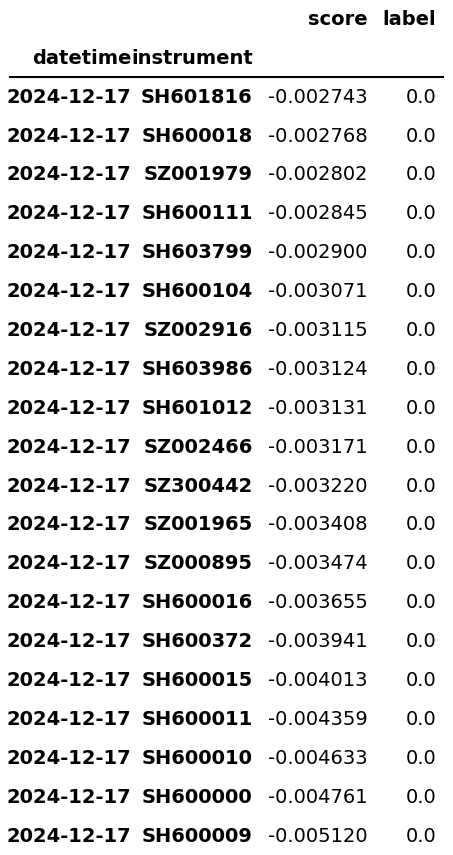 score label
datetime instrument
2024-12-17 SH601816 -0.002743 0.0
2024-12-17 SH600018 -0.002768 0.0
2024-12-17 SZ001979 -0.002802 0.0
2024-12-17 SH600111 -0.002845 0.0
2024-12-17 SH603799 -0.002900 0.0
2024-12-17 SH600104 -0.003071 0.0
2024-12-17 SZ002916 -0.003115 0.0
2024-12-17 SH603986 -0.003124 0.0
2024-12-17 SH601012 -0.003131 0.0
2024-12-17 SZ002466 -0.003171 0.0
2024-12-17 SZ300442 -0.003220 0.0
2024-12-17 SZ001965 -0.003408 0.0
2024-12-17 SZ000895 -0.003474 0.0
2024-12-17 SH600016 -0.003655 0.0
2024-12-17 SH600372 -0.003941 0.0
2024-12-17 SH600015 -0.004013 0.0
2024-12-17 SH600011 -0.004359 0.0
2024-12-17 SH600010 -0.004633 0.0
2024-12-17 SH600000 -0.004761 0.0
2024-12-17 SH600009 -0.005120 0.0